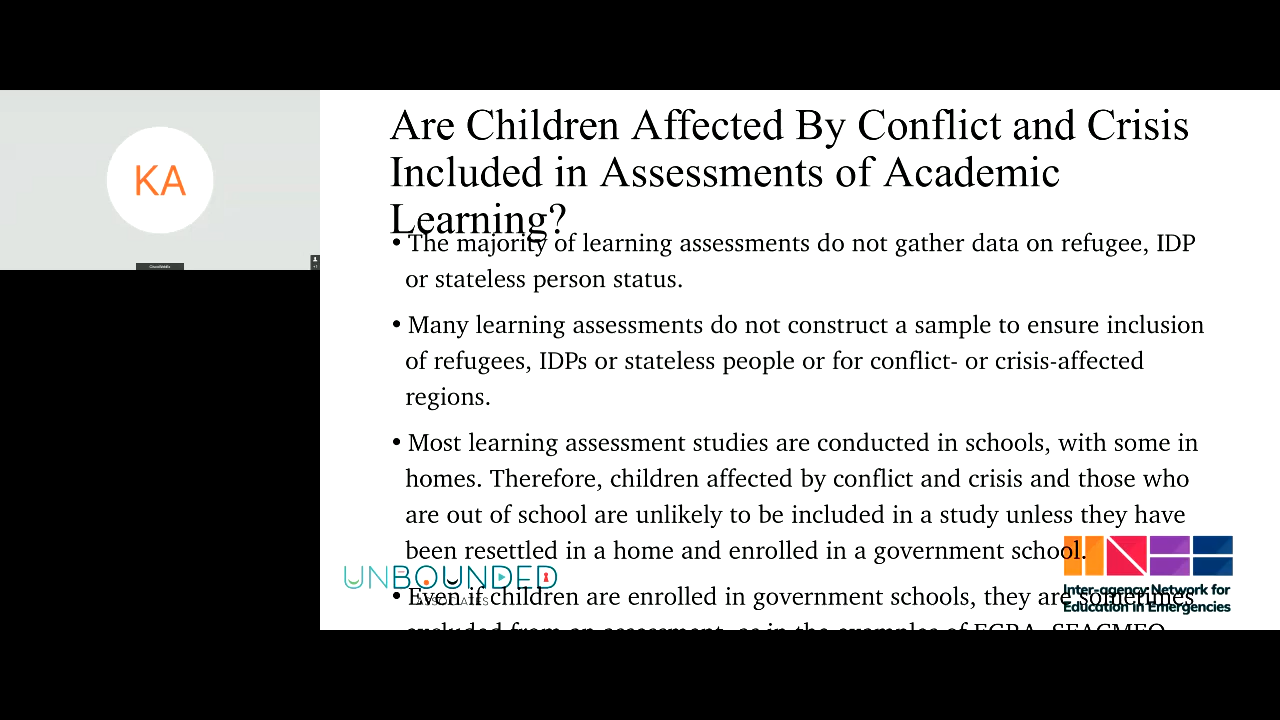 KA
Are Children Affected By Conflict and Crisis
Included in Assessments of Academic
Learning?
• The majority of learning assessments do not gather data on refugee, IDP
or stateless person status.
• Many learning assessments do not construct a sample to ensure inclusion
of refugees, IDPs or stateless people or for conflict- or crisis-affected
regions.
• Most learning assessment studies are conducted in schools, with some in
homes. Therefore, children affected by conflict and crisis and those who
are out of school are unlikely to be included in a study unless they have
been resettled in a home and enrolled in a government school.
• Even if children are enrolled in government schools, they are sometimes
excluded from an assessment, as in the examples of EGRA, SEACMEQ
UNBOUNDED
ASSOCIATES
INEE
Inter-agency Network for
Education in Emergencies